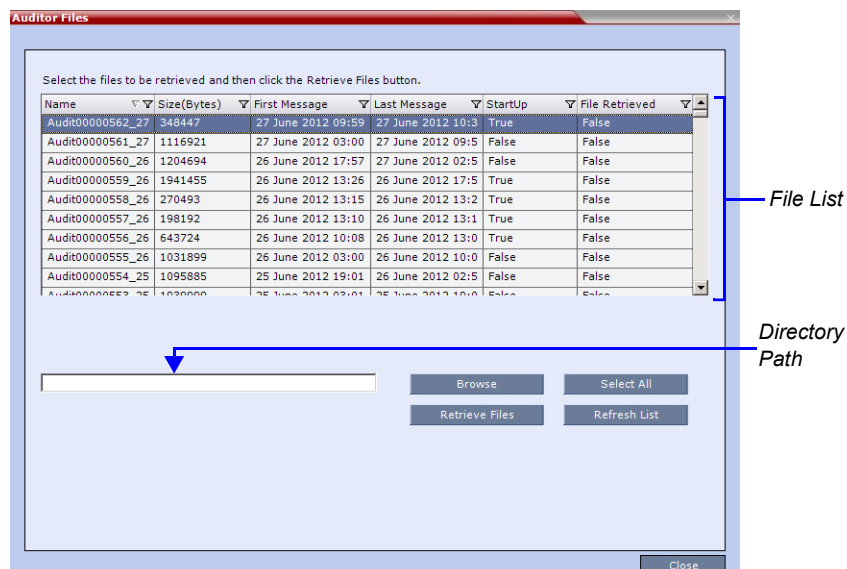 Auditor Files
Select the files to be retrieved and then click the Retrieve Files button.
Name Size(Bytes) First Message Last Message StartUp File Retrieved
Audit00000562_27 348447 27 June 2012 09:59 27 June 2012 10:3 True False
Audit00000561_27 1116921 27 June 2012 03:00 27 June 2012 09:5 False False
Audit00000560_26 1204694 26 June 2012 17:57 27 June 2012 02:5 False False
Audit00000559_26 1941455 26 June 2012 13:26 26 June 2012 17:5 True False
Audit00000558_26 270493 26 June 2012 13:15 26 June 2012 13:2 True False
Audit00000557_26 198192 26 June 2012 13:10 26 June 2012 13:1 True False
Audit00000556_26 643724 26 June 2012 10:08 26 June 2012 13:0 True False
Audit00000555_26 1031899 26 June 2012 03:00 26 June 2012 10:0 False False
Audit00000554_25 1095885 25 June 2012 19:01 26 June 2012 02:5 False False
File List
Directory
Path
Browse Select All
Retrieve Files Refresh List
Close